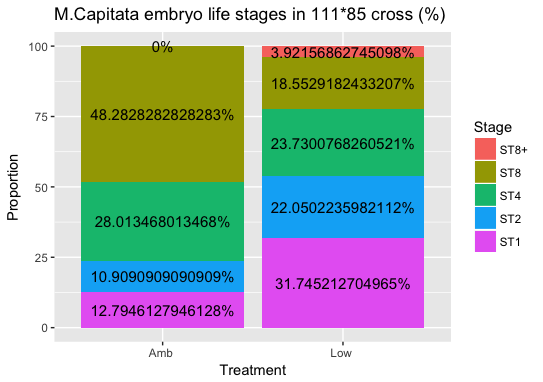 M.Capitata embryo life stages in 111*85 cross (%)
100
75
50
25
0
Proportion
0%
48.2828282828283%
28.013468013468%
10.9090909090909%
12.7946127946128%
3.92156862745098%
18.5529182433207%
23.7300768260521%
22.0502235982112%
31.745212704965%
Amb
Low
Treatment
Stage
ST8+
ST8
ST4
ST2
ST1